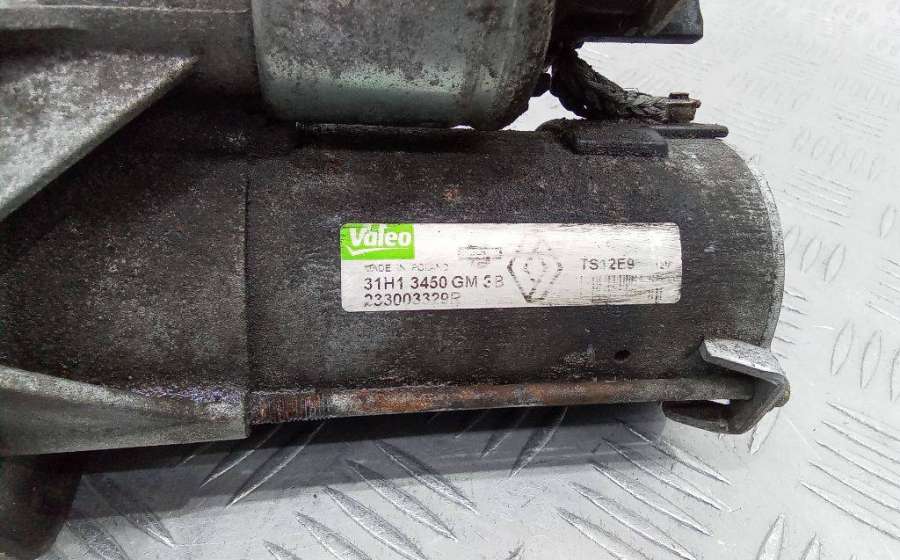 Valeo
MADE IN POLAND
TS12E9
31H1 3450 GM 3B
233003329R